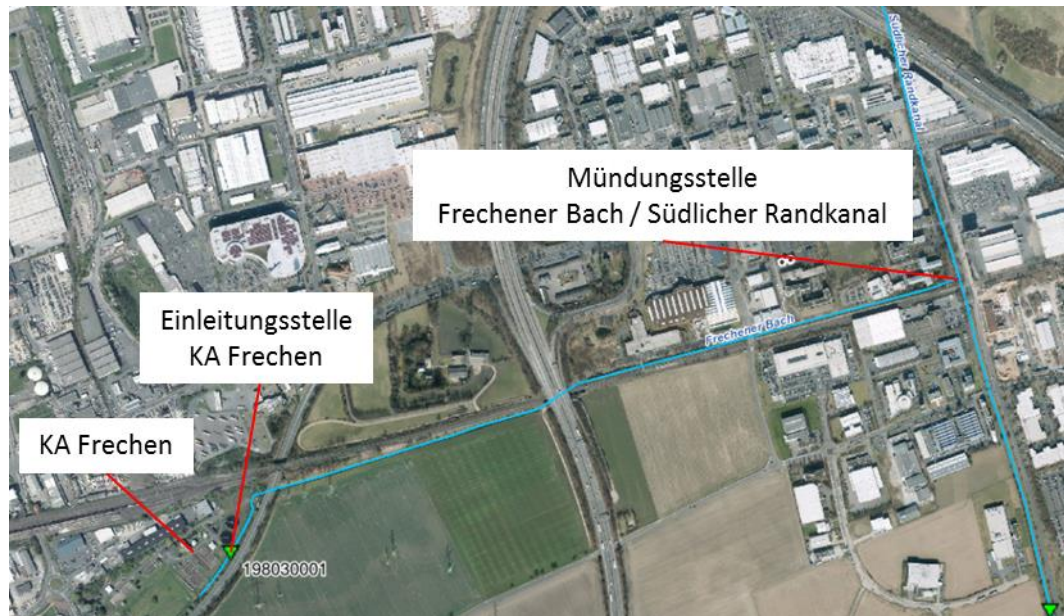 Südlicher Randkanal
Mündungsstelle
Frechener Bach / Südlicher Randkanal
Einleitungsstelle
KA Frechen
Frechener Bach
KA Frechen
198030001